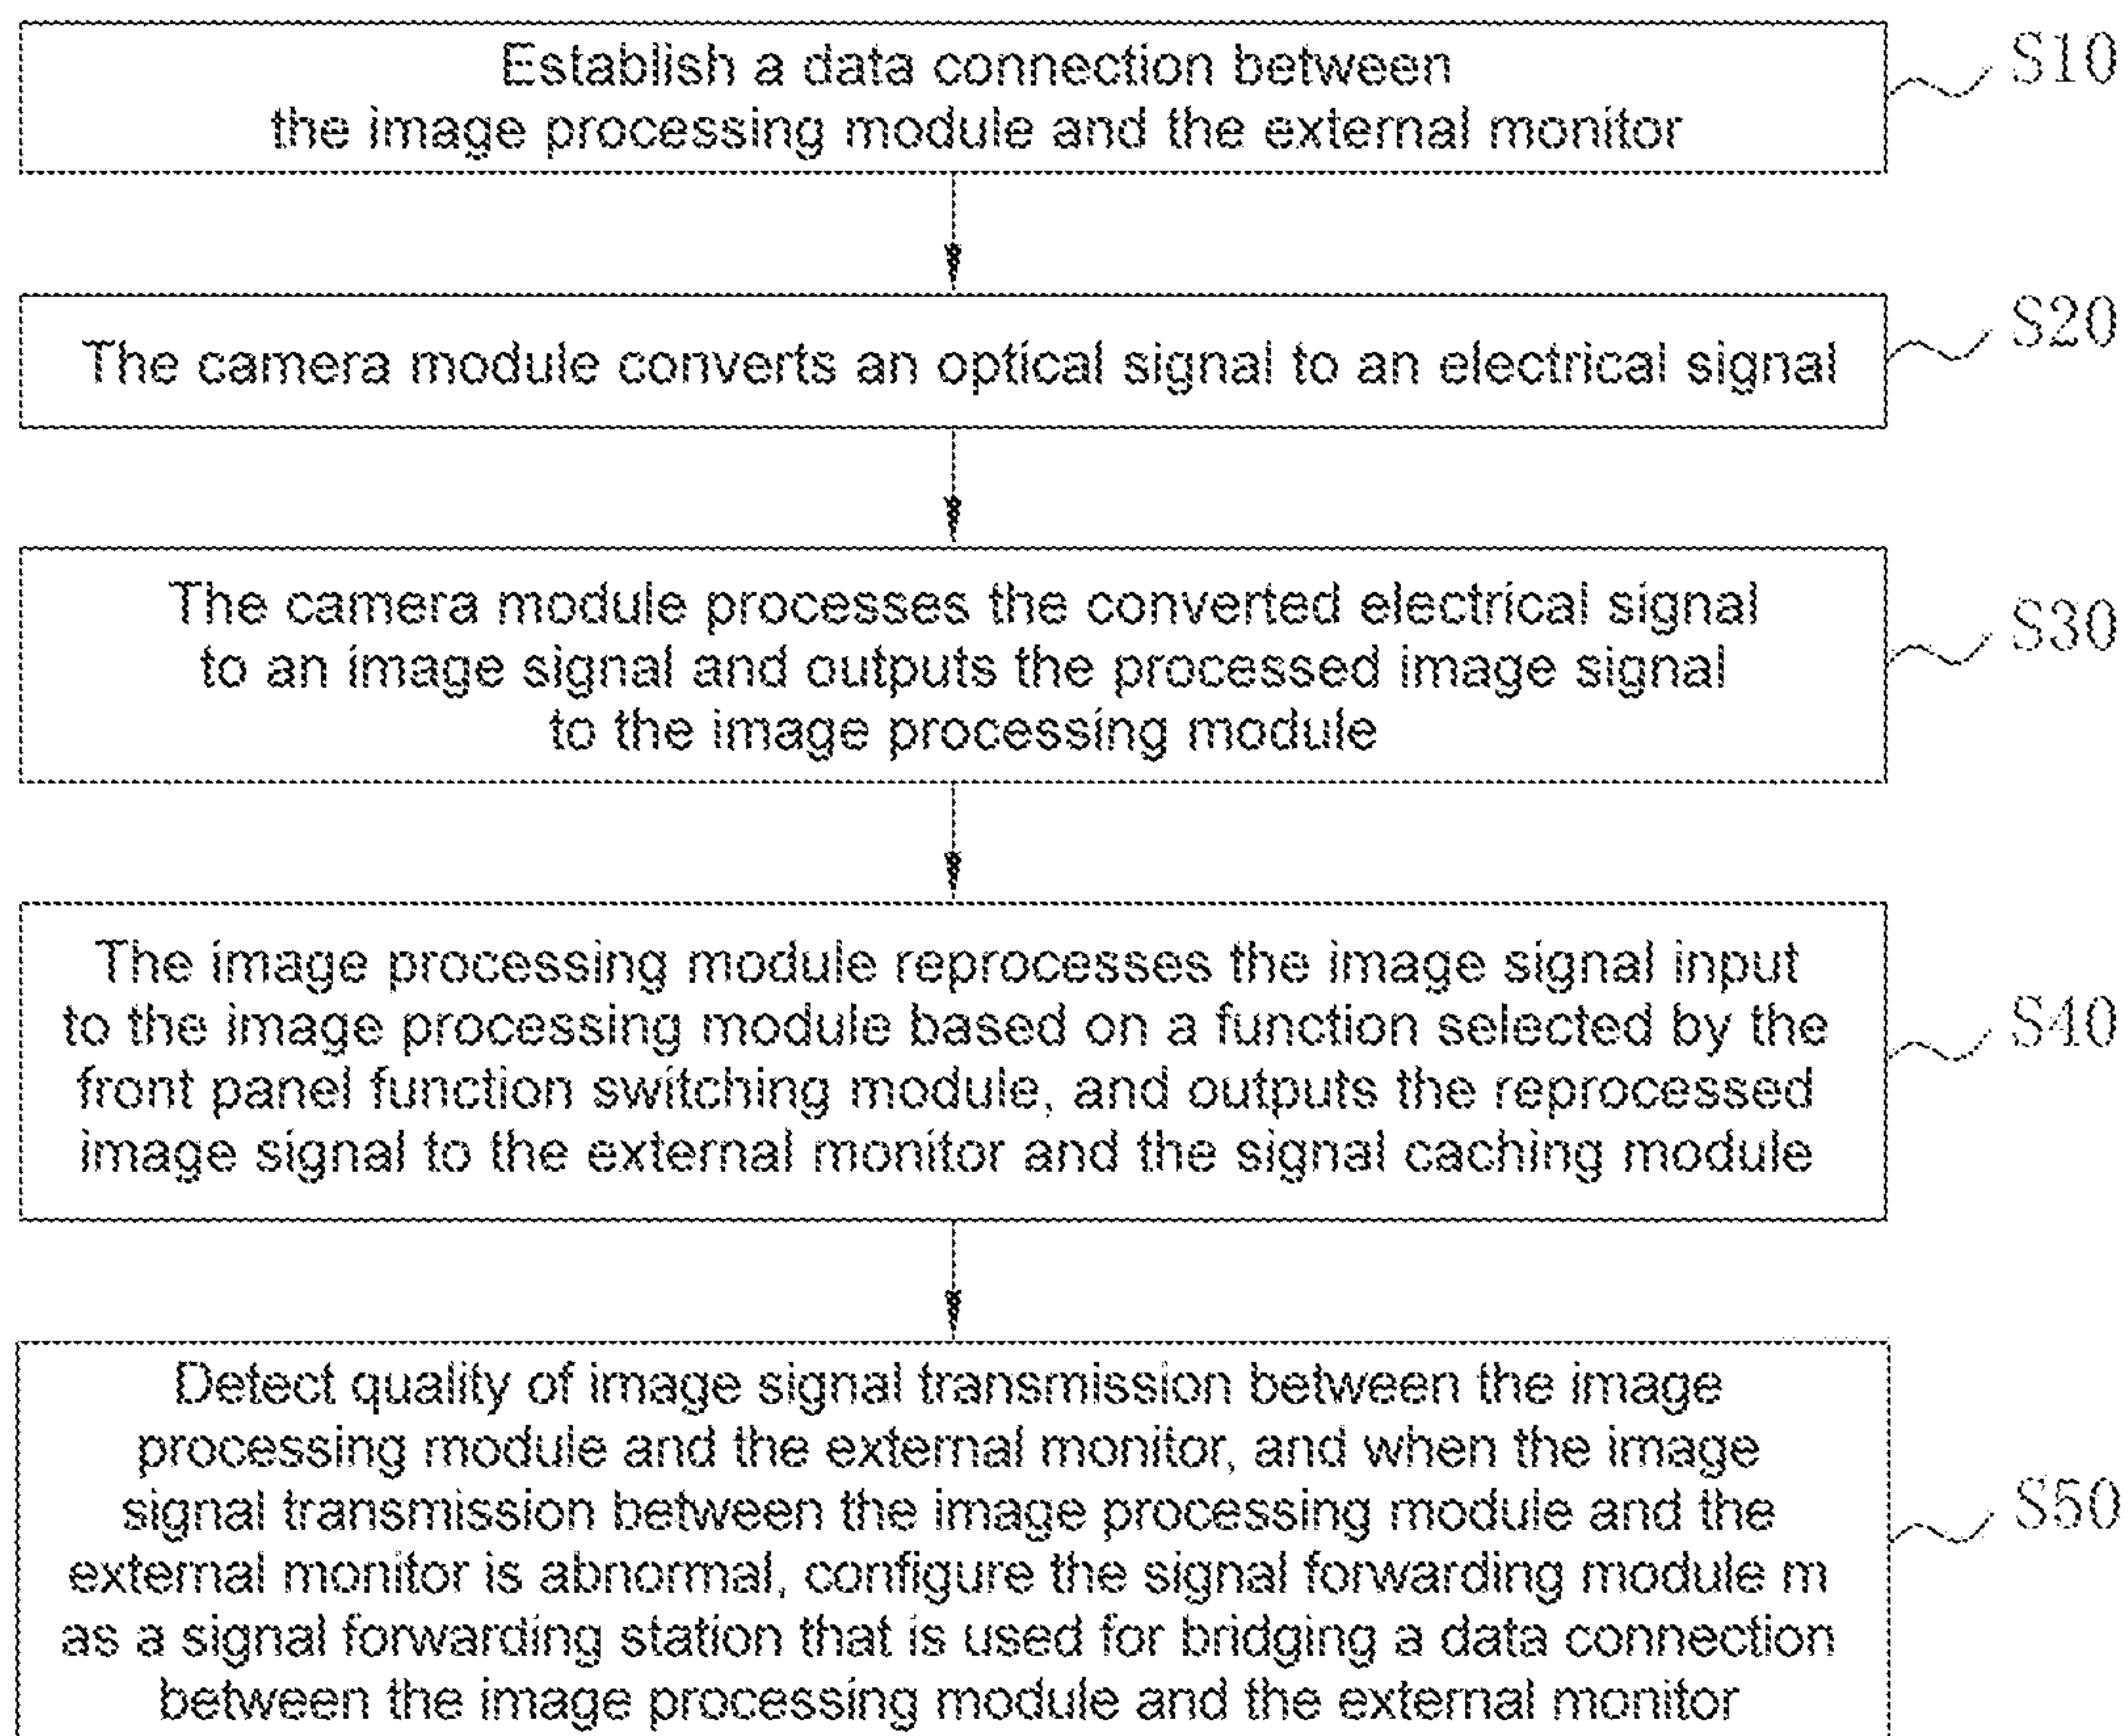 Establish a data connection between
the image processing module and the external monitor
S10
The camera module converts an optical signal to an electrical signal
S20
The camera module processes the converted electrical signal
to an image signal and outputs the processed image signal
to the image processing module
S30
The image processing module reprocesses the image signal input
to the image processing module based on a function selected by the
front panel function switching module, and outputs the reprocessed
image signal to the external monitor and the signal caching module
S40
Detect quality of image signal transmission between the image
processing module and the external monitor, and when the image
signal transmission between the image processing module and the
external monitor is abnormal, configure the signal forwarding module m
as a signal forwarding station that is used for bridging a data connection
between the image processing module and the external monitor
S50